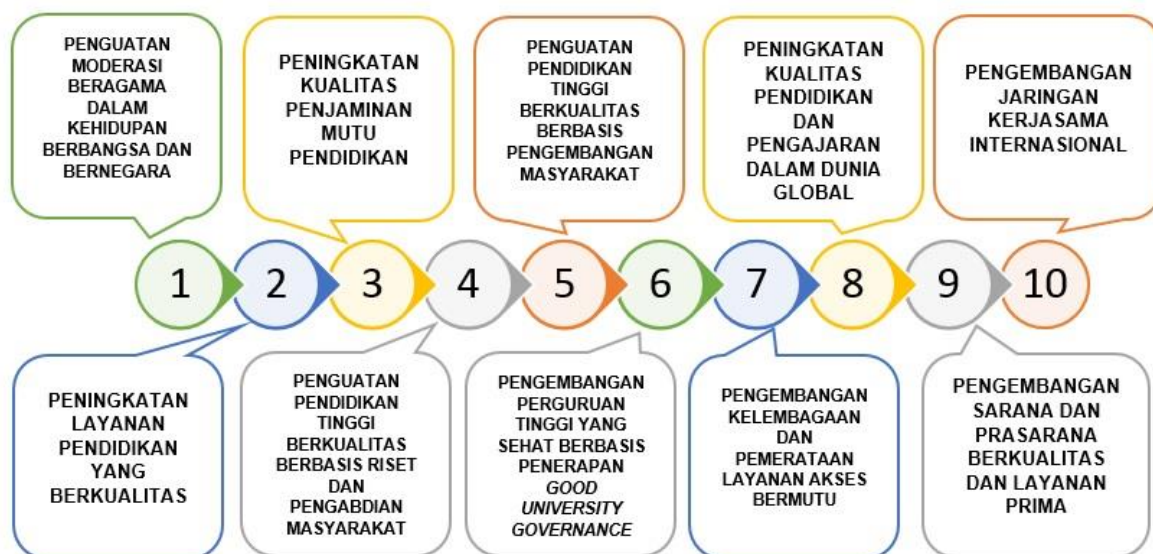 PENGUATAN
MODERASI
BERAGAMA
DALAM
KEHIDUPAN
BERBANGSA DAN
BERNEGARA
PENINGKATAN
KUALITAS
PENJAMINAN
MUTU
PENDIDIKAN
PENGUATAN
PENDIDIKAN
TINGGI
BERKUALITAS
BERBASIS
PENGEMBANGAN
MASYARAKAT
PENINGKATAN
KUALITAS
PENDIDIKAN
DAN
PENGAJARAN
DALAM DUNIA
GLOBAL
PENGEMBANGAN
JARINGAN
KERJASAMA
INTERNASIONAL
1 2 3 4 5 6 7 8 9 10
PENINGKATAN
LAYANAN
PENDIDIKAN
YANG
BERKUALITAS
PENGUATAN
PENDIDIKAN
TINGGI
BERKUALITAS
BERBASIS RISET
DAN
PENGABDIAN
MASYARAKAT
PENGEMBANGAN
PERGURUAN
TINGGI YANG
SEHAT BERBASIS
PENERAPAN
GOOD
UNIVERSITY
GOVERNANCE
PENGEMBANGAN
KELEMBAGAAN
DAN
PEMERATAAN
LAYANAN AKSES
BERMUTU
PENGEMBANGAN
SARANA DAN
PRASARANA
BERKUALITAS
DAN LAYANAN
PRIMA